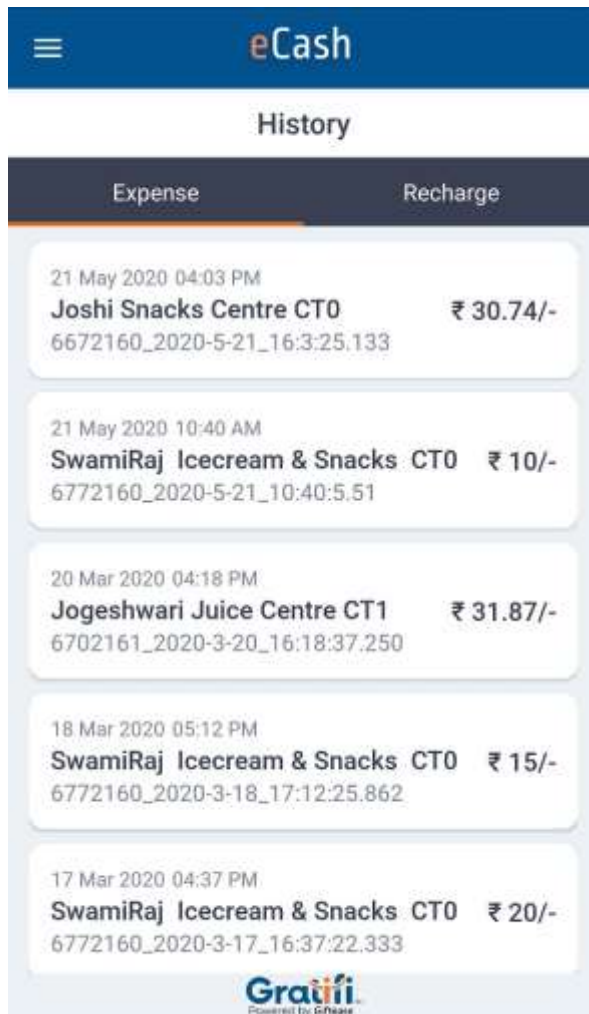 eCash
History
Expense Recharge
21 May 2020 04:03 PM
Joshi Snacks Centre CT0 ₹ 30.74/-
6672160_2020-5-21_16:3:25.133
21 May 2020 10:40 AM
SwamiRaj Icecream & Snacks CT0 ₹ 10/-
6772160_2020-5-21_10:40:5.51
20 Mar 2020 04:18 PM
Jogeshwari Juice Centre CT1 ₹ 31.87/-
6702161_2020-3-20_16:18:37.250
18 Mar 2020 05:12 PM
SwamiRaj Icecream & Snacks CT0 ₹ 15/-
6772160_2020-3-18_17:12:25.862
17 Mar 2020 04:37 PM
SwamiRaj Icecream & Snacks CT0 ₹ 20/-
6772160_2020-3-17_16:37:22.333
Gratifi
Powered by Giftease